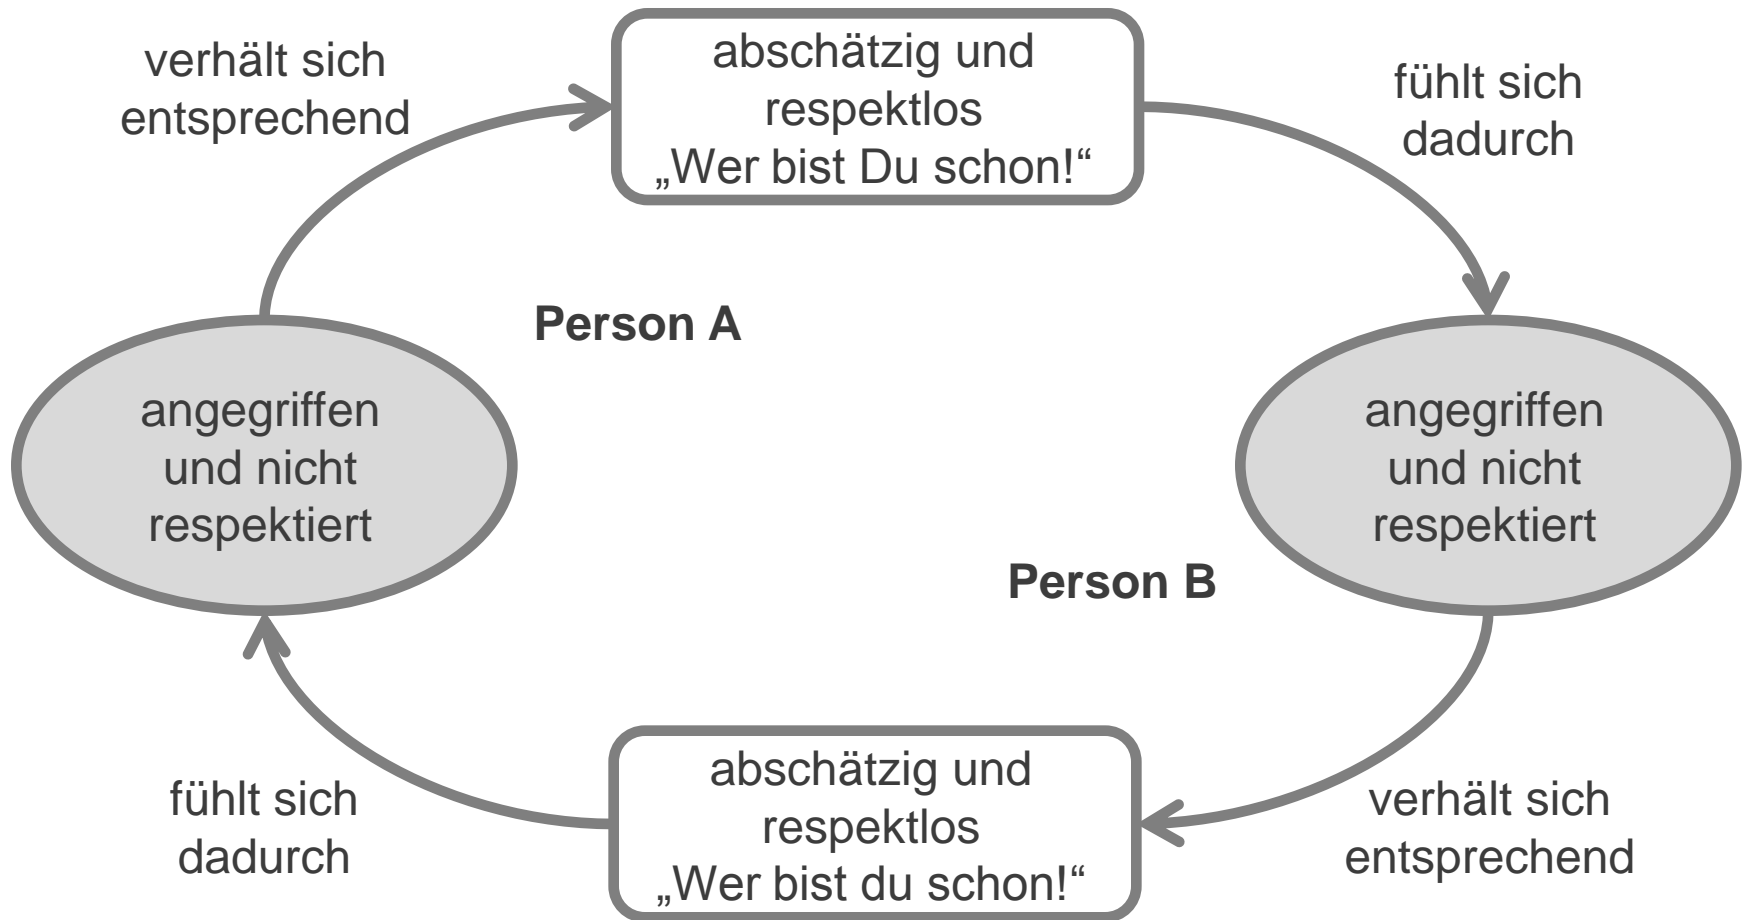 verhält sich
entsprechend
abschätzig und
respektlos
„Wer bist Du schon!“
fühlt sich
dadurch
Person A
angegriffen
und nicht
respektiert
angegriffen
und nicht
respektiert
Person B
fühlt sich
dadurch
abschätzig und
respektlos
„Wer bist du schon!“
verhält sich
entsprechend